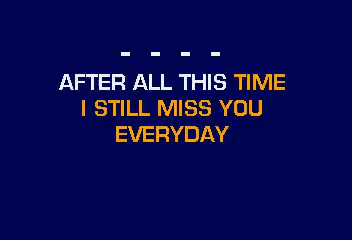 - - - -
AFTER ALL THIS TIME
I STILL MISS YOU
EVERYDAY